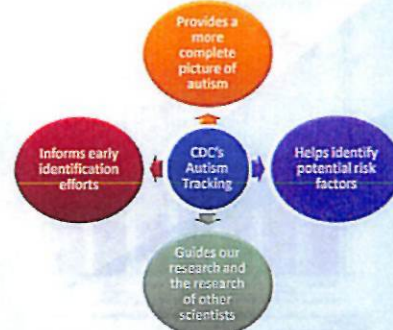 Provides a
more
complete
picture of
autism
Informs early
identification
efforts
CDC's
Autism
Tracking
Helps identify
potential risk
factors
Guides our
research and
the research
of other
scientists